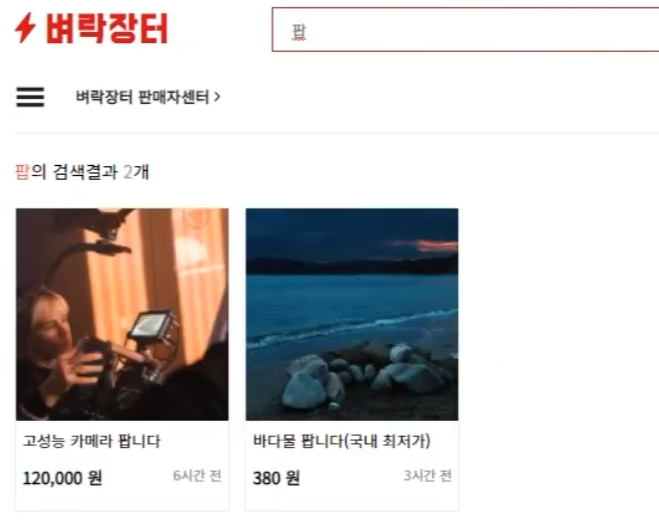 벼락장터
팝
벼락장터 판매자센터 >
팝의 검색결과 2개
고성능 카메라 팝니다
120,000 원 6시간 전
바다물 팝니다(국내 최저가)
380 원 3시간 전